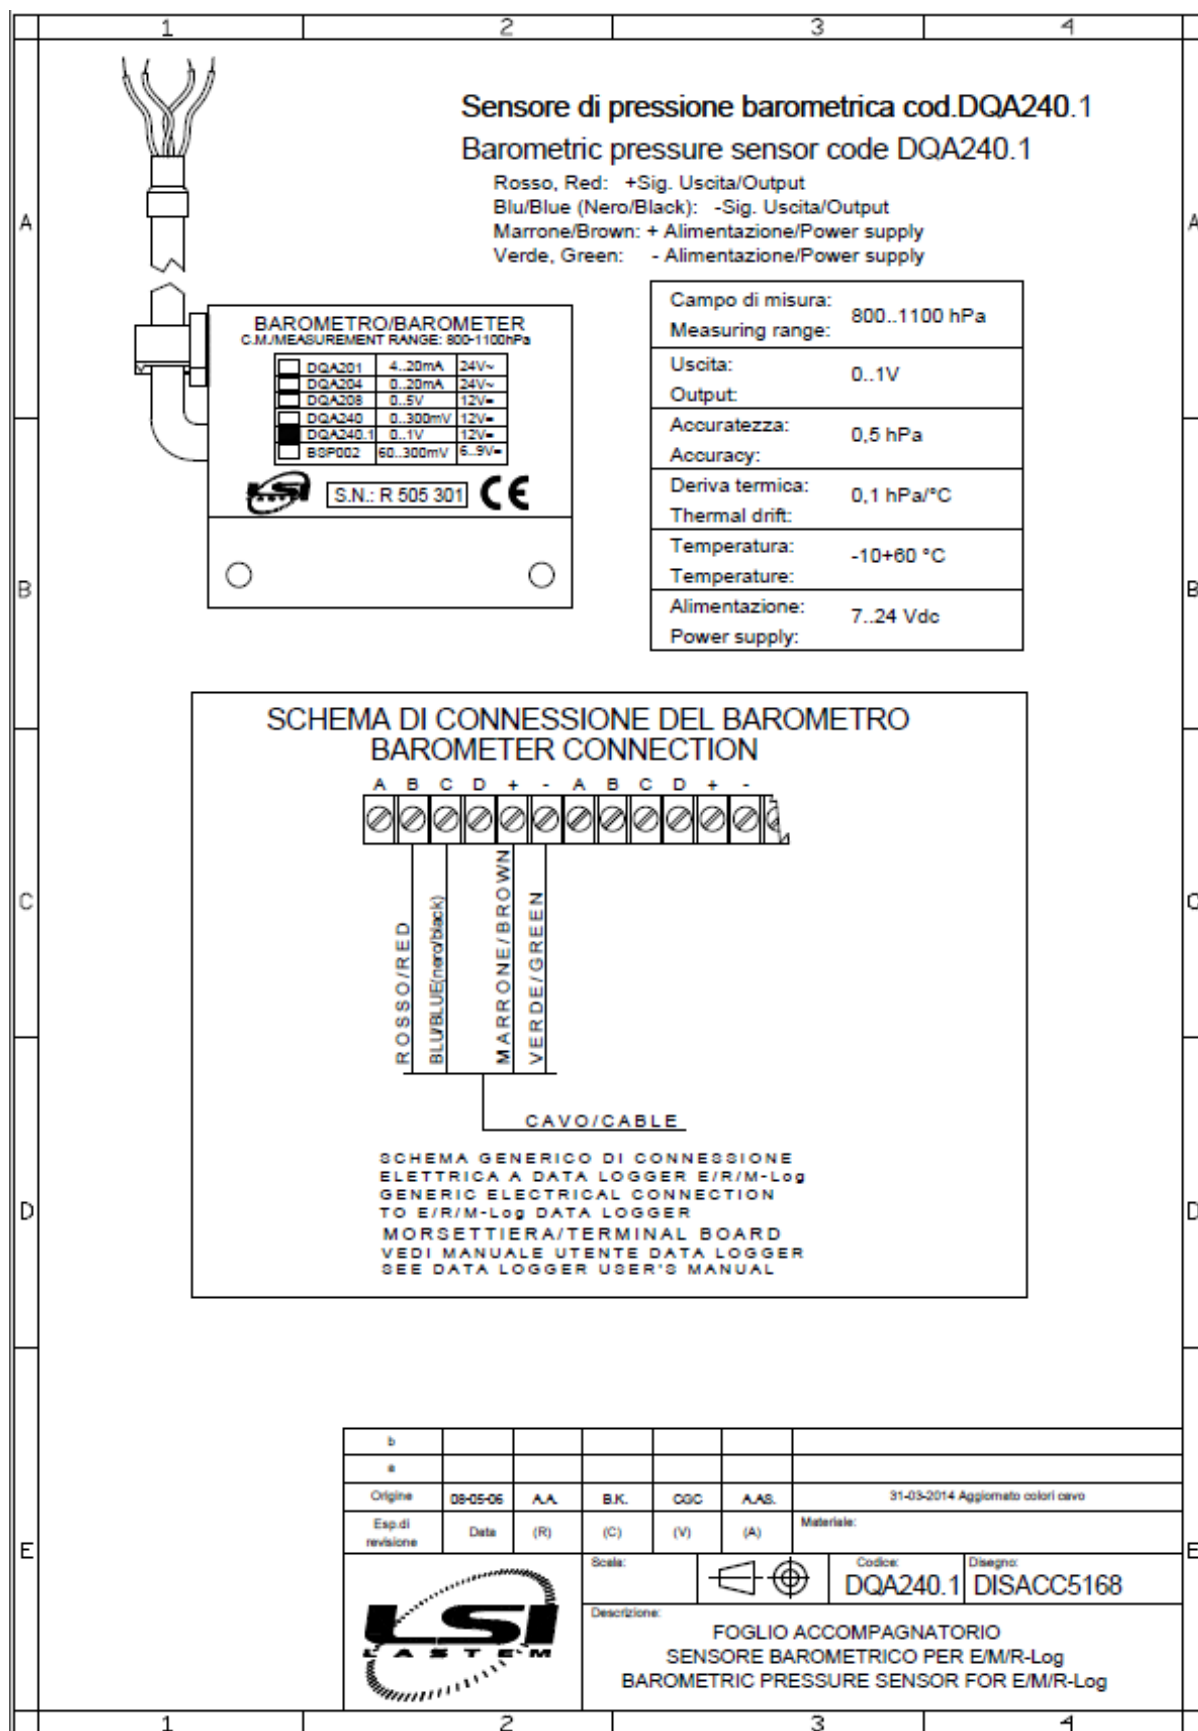 1 2 3 4
Sensore di pressione barometrica cod.DQA240.1
Barometric pressure sensor code DQA240.1
Rosso, Red: +Sig. Uscita/Output
Blu/Blue (Nero/Black): -Sig. Uscita/Output
Marrone/Brown: + Alimentazione/Power supply
Verde, Green: - Alimentazione/Power supply
A A
Campo di misura:
Measuring range: 800..1100 hPa
Uscita:
Output: 0..1V
Accuratezza:
Accuracy: 0,5 hPa
Deriva termica:
Thermal drift: 0,1 hPa/°C
Temperatura:
Temperature: -10+60 °C
Alimentazione:
Power supply: 7..24 Vdc
BAROMETRO/BAROMETER
C.M./MEASUREMENT RANGE: 800-1100hPa
DQA201 4..20mA 24V~
DQA204 0..20mA 24V~
DQA208 0..5V 12V=
DQA240 0..300mV 12V=
DQA240.1 0..1V 12V=
BSP002 60..300mV 6..9V=
LSI LASTEM S.N.: R 505 301 CE
B B
SCHEMA DI CONNESSIONE DEL BAROMETRO
BAROMETER CONNECTION
A B C D + - A B C D + -
ROSSO/RED
BLU/BLUE(nero/black)
MARRONE/BROWN
VERDE/GREEN
C C
CAVO/CABLE
SCHEMA GENERICO DI CONNESSIONE
ELETTRICA A DATA LOGGER E/R/M-Log
GENERIC ELECTRICAL CONNECTION
TO E/R/M-Log DATA LOGGER
MORSETTIERA/TERMINAL BOARD
VEDI MANUALE UTENTE DATA LOGGER
SEE DATA LOGGER USER'S MANUAL
D D
b
a
Origine 08-05-06 A.A. B.K. CGC A.AS. 31-03-2014 Aggiornato colori cavo
Esp.di
revisione Data (R) (C) (V) (A) Materiale:
E E
Scala: Codice: Disegno:
DQA240.1 DISACC5168
LSI
LASTEM
Descrizione:
FOGLIO ACCOMPAGNATORIO
SENSORE BAROMETRICO PER E/M/R-Log
BAROMETRIC PRESSURE SENSOR FOR E/M/R-Log
1 2 3 4